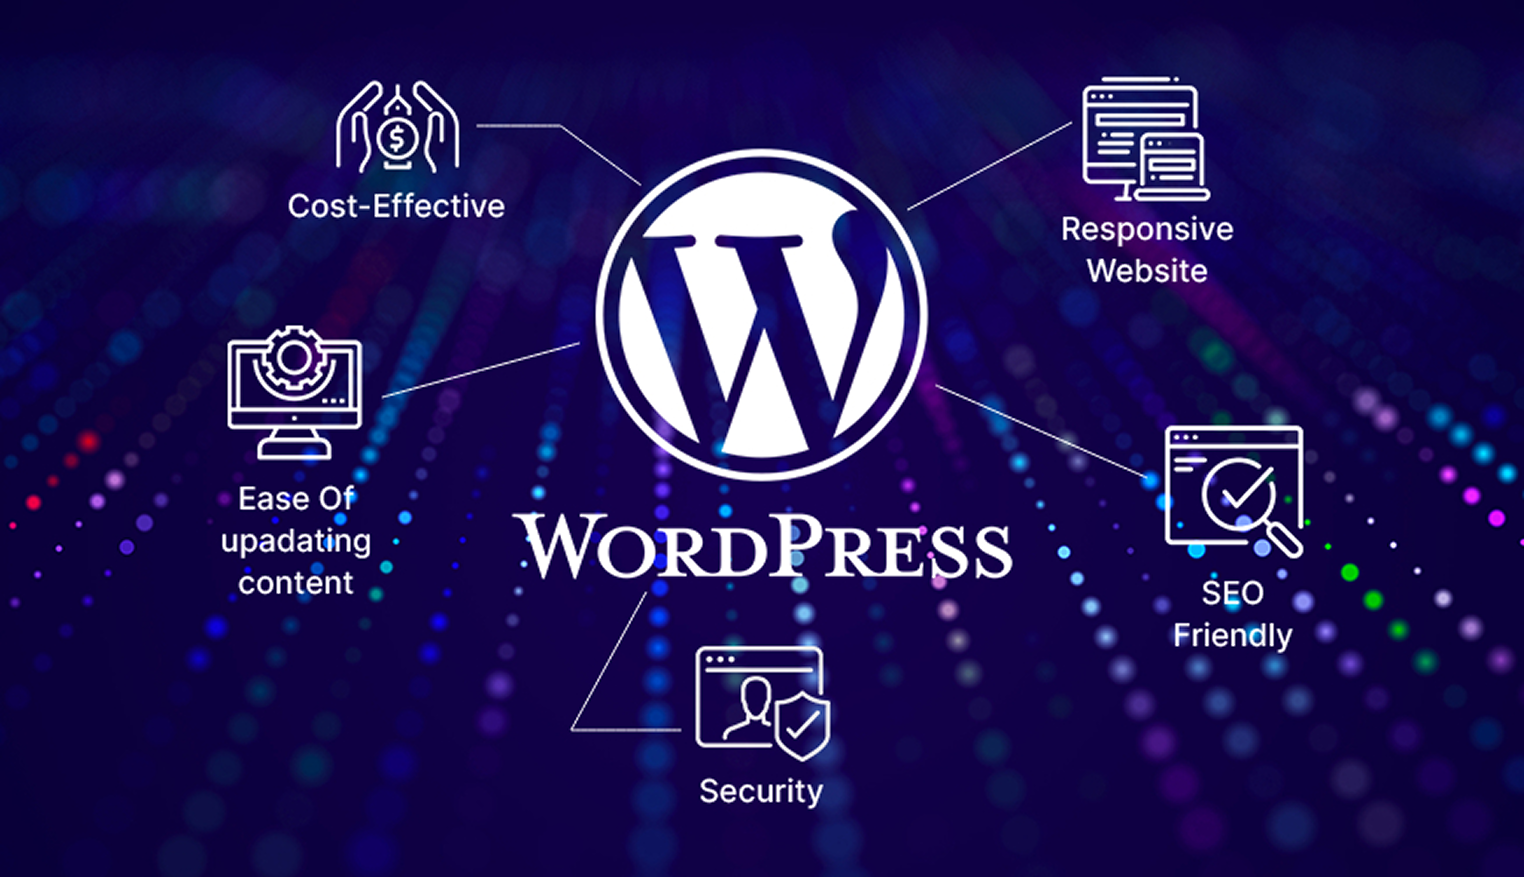 Cost-Effective
Responsive
Website
Ease Of
upadating
content
WORDPRESS
SEO
Friendly
Security